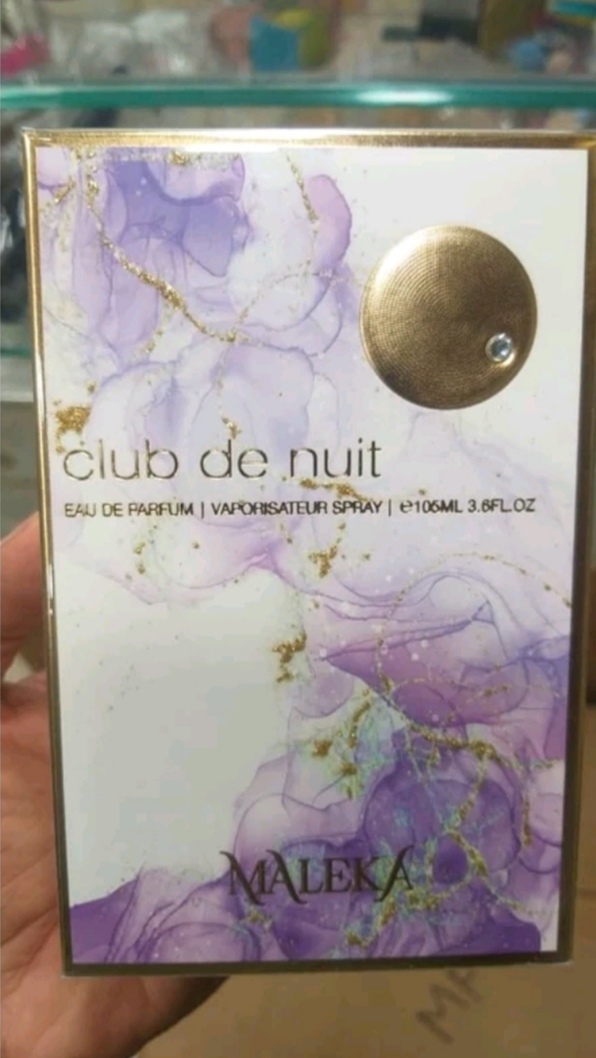 club de nuit
EAU DE PARFUM | VAPORISATEUR SPRAY | ℮105ML 3.6FL.OZ
MALEKA